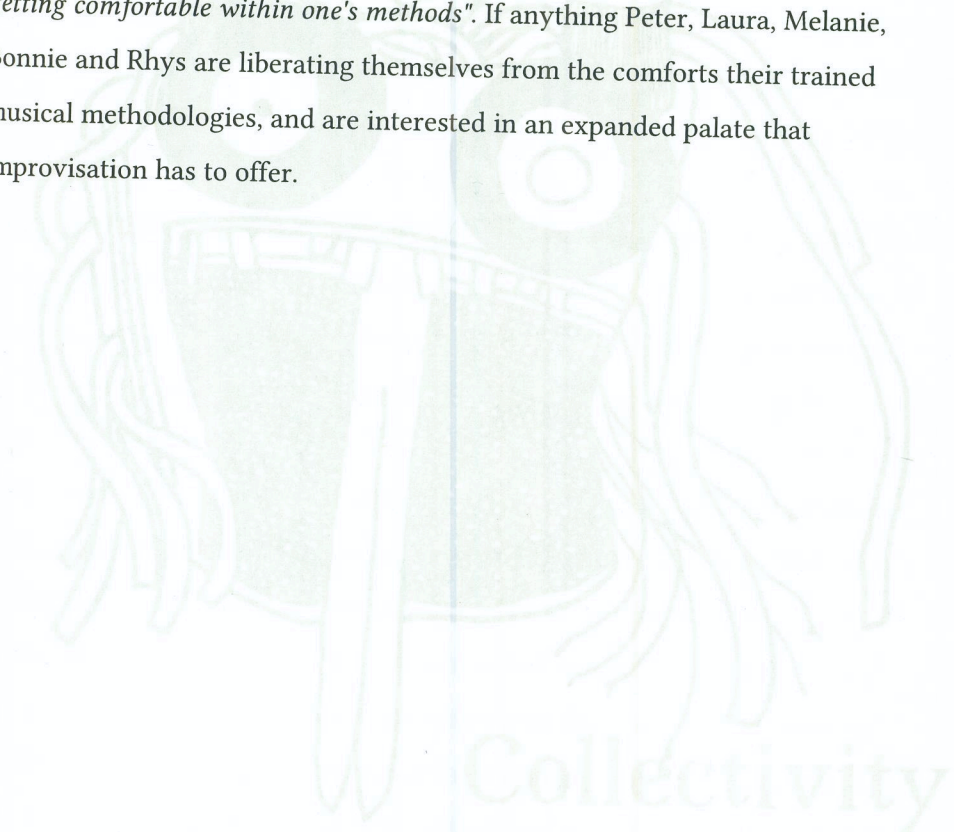 etting comfortable within one's methods". If anything Peter, Laura, Melanie,
onnie and Rhys are liberating themselves from the comforts their trained
usical methodologies, and are interested in an expanded palate that
mprovisation has to offer.
Collectivity